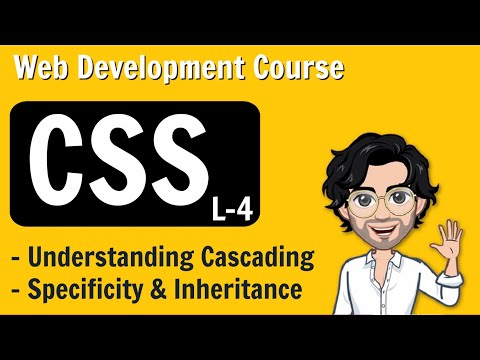 Web Development Course
CSS
L-4
- Understanding Cascading
- Specificity & Inheritance